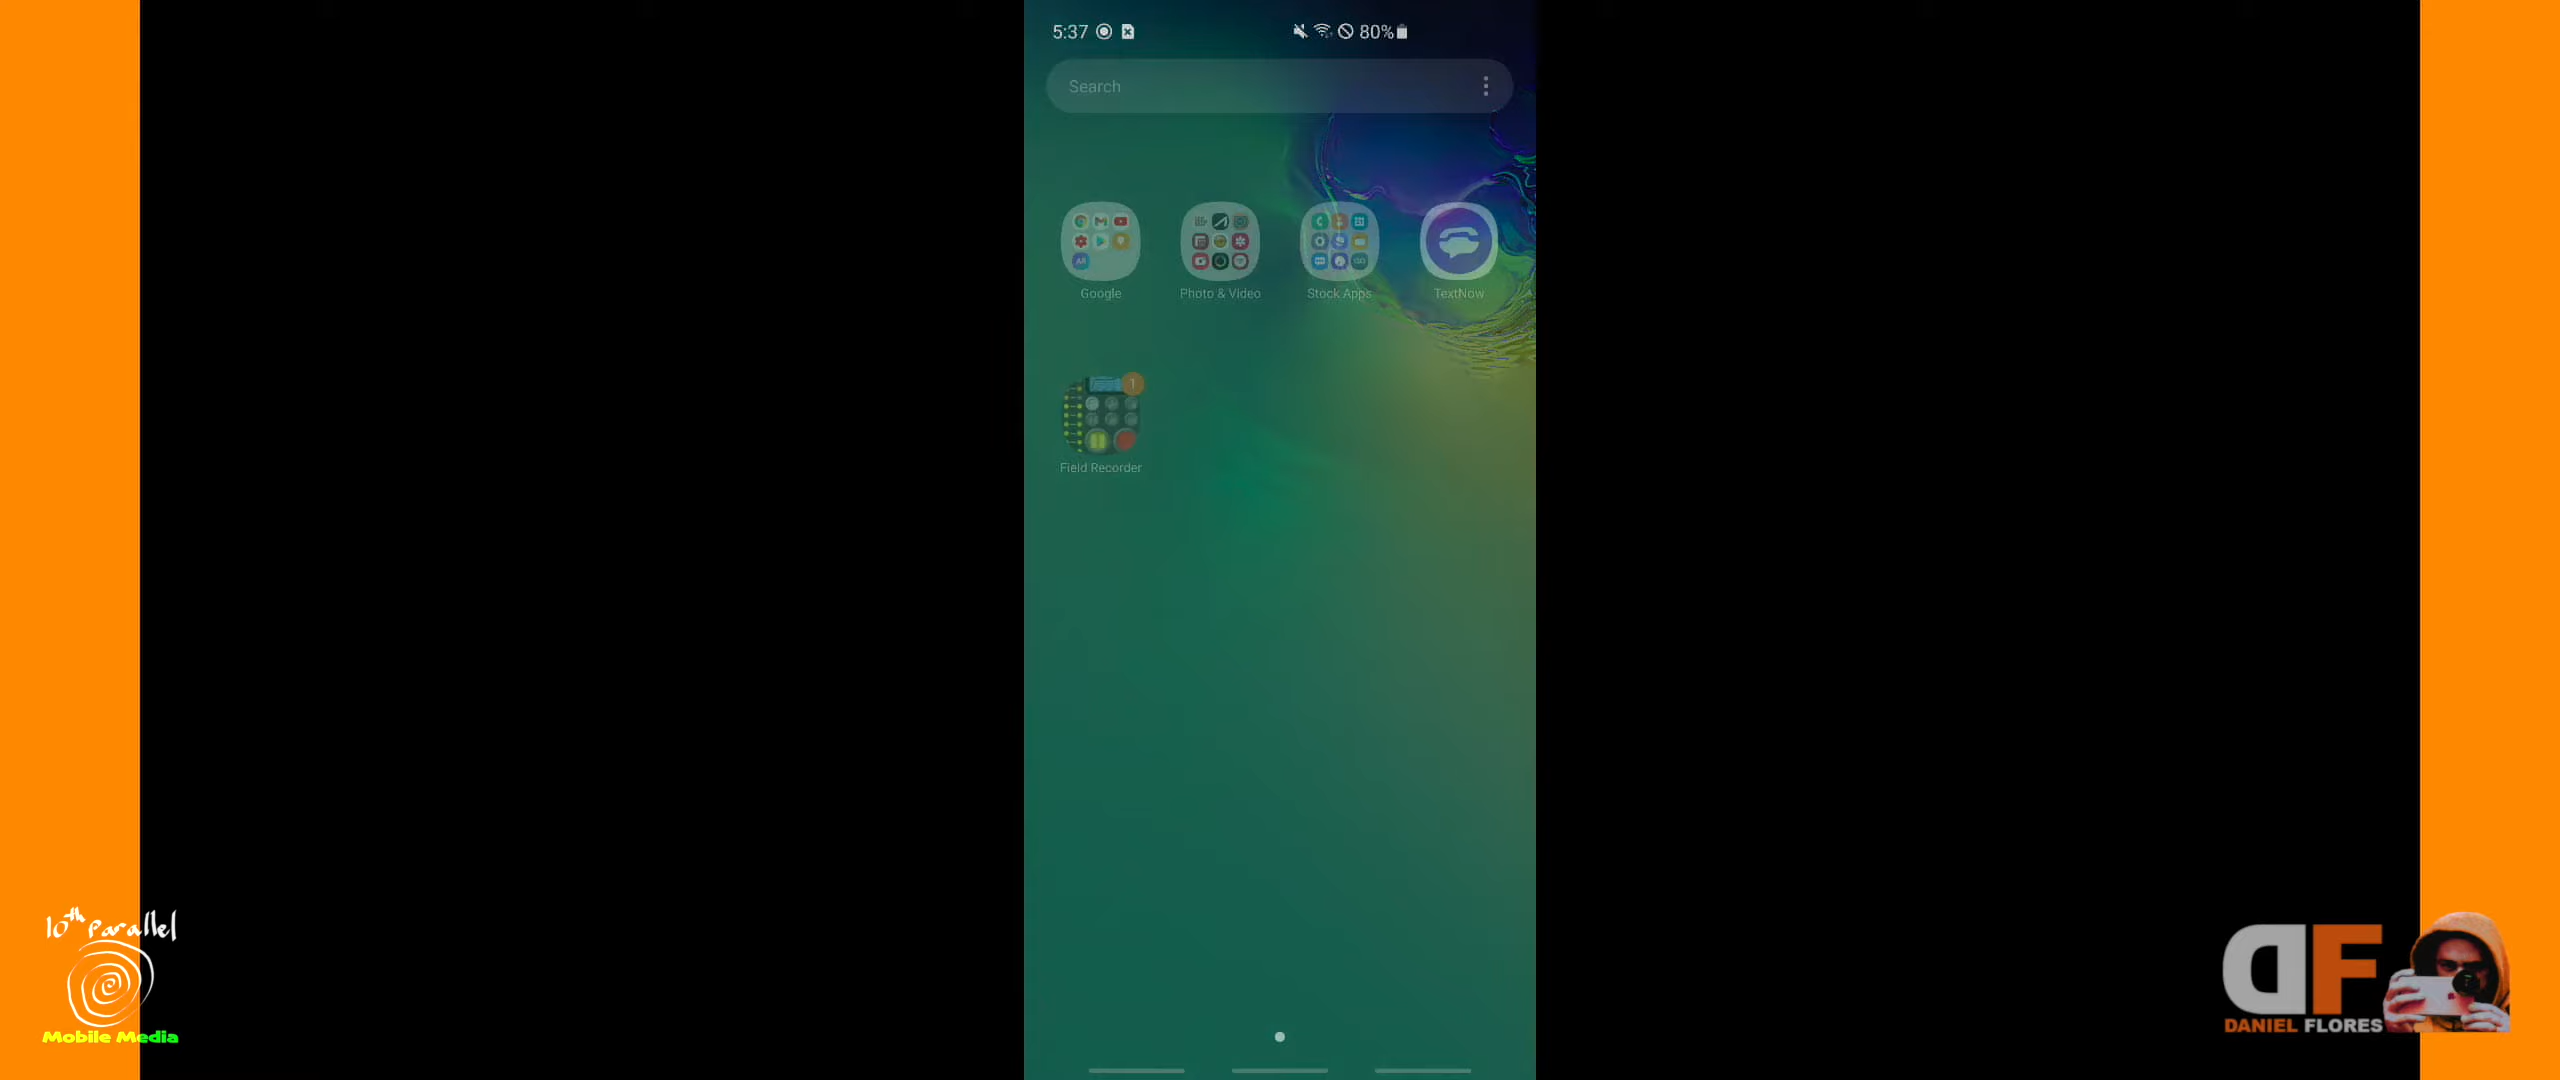 5:37
80%
Search
Google
Photo & Video
Stock Apps
TextNow
1
Field Recorder
10th Parallel
Mobile Media
DF
DANIEL FLORES